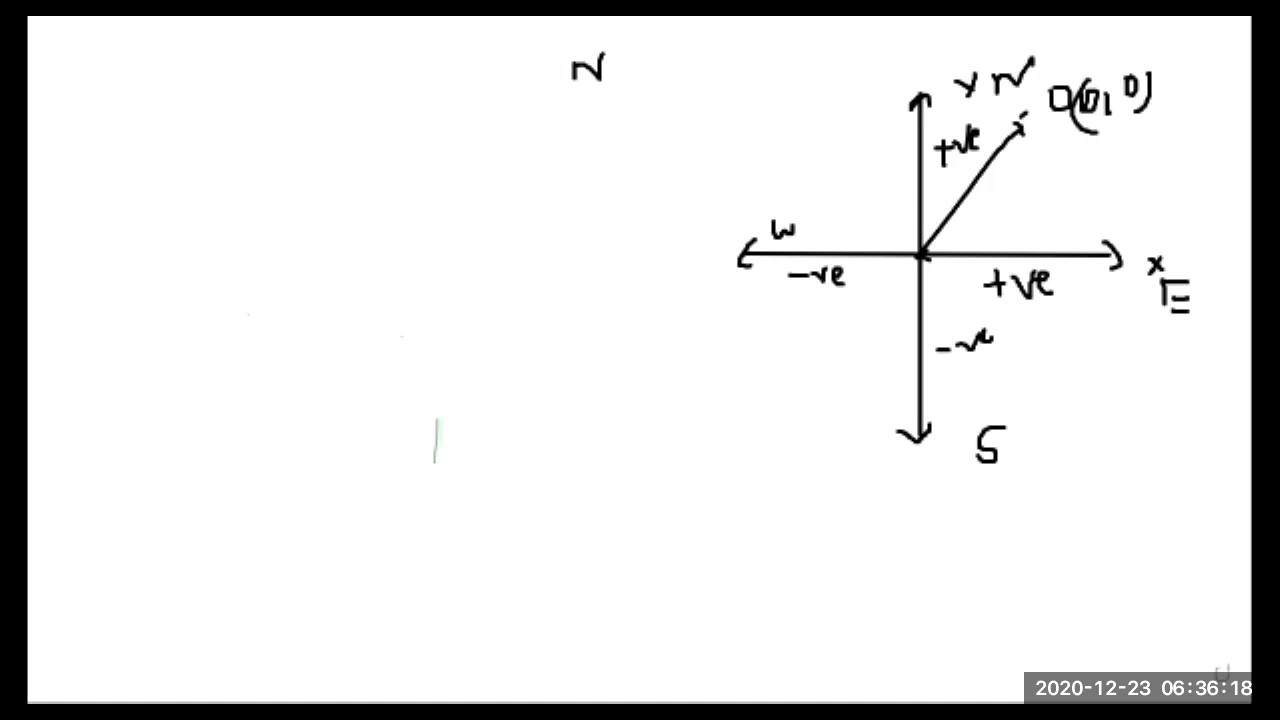 N
Y N
O(0,0)
+ve
W
-ve
+ve
x
E
-ve
S
2020-12-23 06:36:18